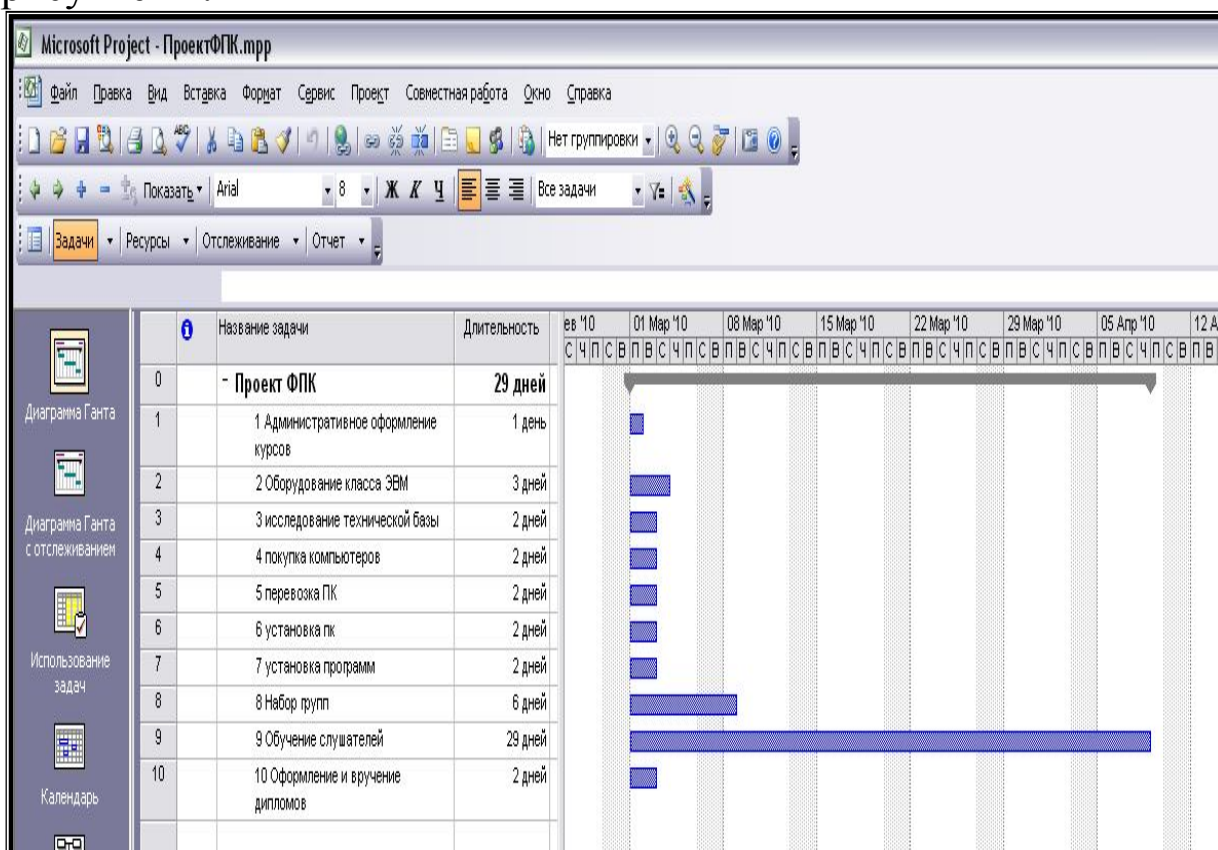 Microsoft Project - ПроектФПК.mpp
Файл Правка Вид Вставка Формат Сервис Проект Совместная работа Окно Справка
Нет группировки
Показать Arial 8 Ж К Ч Все задачи
Задачи Ресурсы Отслеживание Отчет
Название задачи Длительность ев '10 01 Мар '10 08 Мар '10 15 Мар '10 22 Мар '10 29 Мар '10 05 Апр '10 12 А
С Ч П С В П В С Ч П С В П В С Ч П С В П В С Ч П С В П В С Ч П С В П В С Ч П С В П В С Ч П С В П В
0 - Проект ФПК 29 дней
Диаграмма Ганта
1 1 Административное оформление 1 день
курсов
2 2 Оборудование класса ЭВМ 3 дней
3 3 исследование технической базы 2 дней
Диаграмма Ганта
с отслеживанием
4 4 покупка компьютеров 2 дней
5 5 перевозка ПК 2 дней
6 6 установка пк 2 дней
7 7 установка программ 2 дней
Использование
задач
8 8 Набор групп 6 дней
9 9 Обучение слушателей 29 дней
10 10 Оформление и вручение 2 дней
дипломов
Календарь